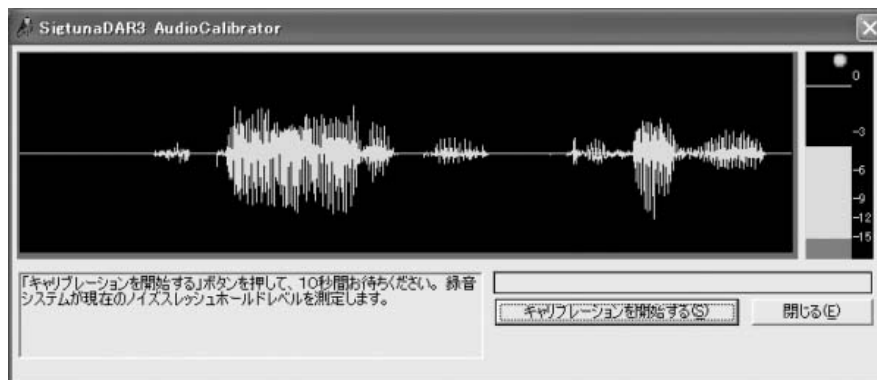 SigtunaDAR3 AudioCalibrator
0
-3
-6
-9
-12
-15
「キャリブレーションを開始する」ボタンを押して、10秒間お待ちください。録音
システムが現在のノイズスレッシュホールドレベルを測定します。
キャリブレーションを開始する(S)
閉じる(E)